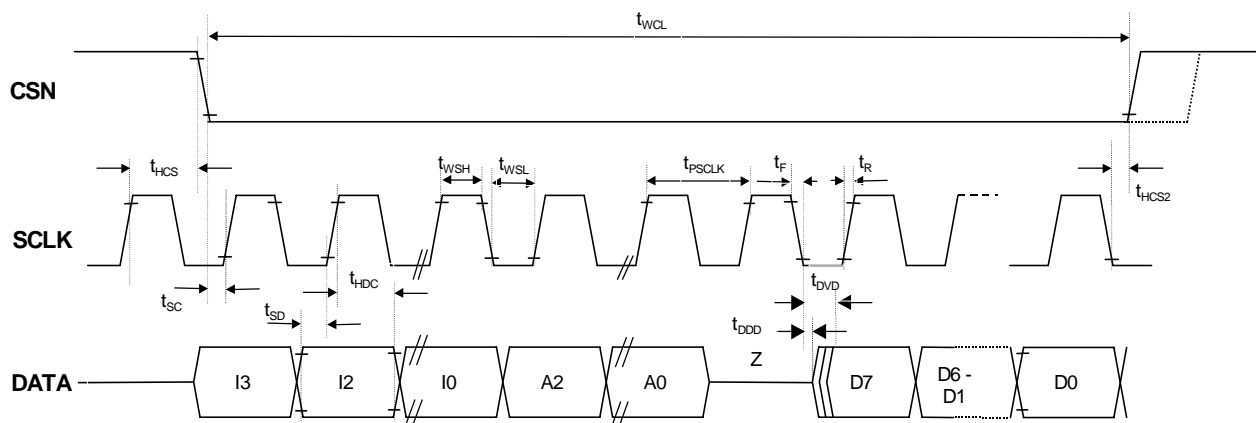 tWCL
CSN
tHCS
tWSH
tWSL
tPSCLK
tF
tR
tHCS2
SCLK
tSC
tSD
tHDC
tDVD
tDDD
DATA
I3
I2
I0
A2
A0
Z
D7
D6 -
D1
D0